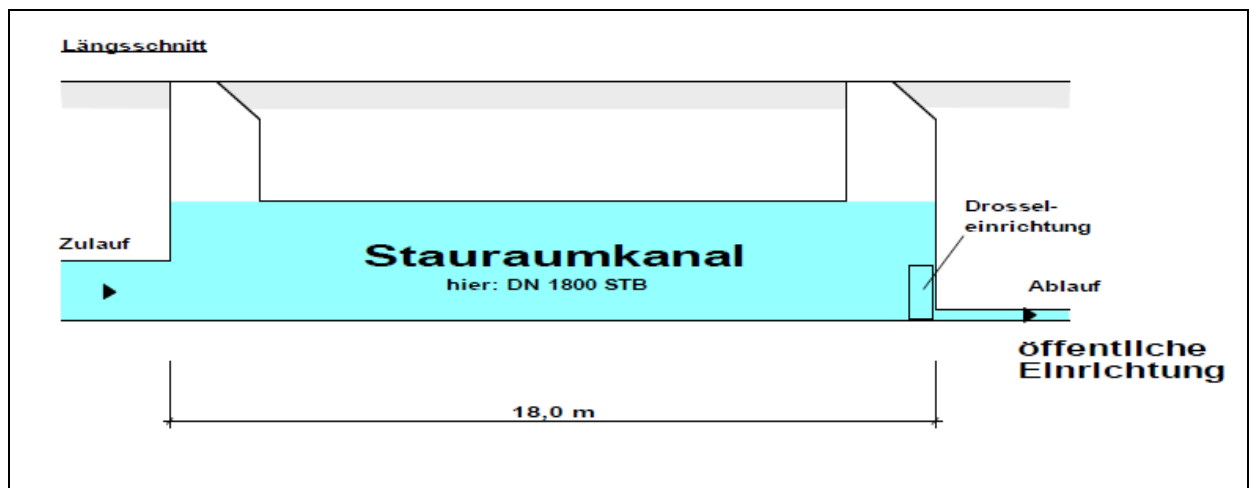 Längsschnitt
Drossel-
einrichtung
Zulauf
Stauraumkanal
hier: DN 1800 STB
Ablauf
öffentliche
Einrichtung
18,0 m